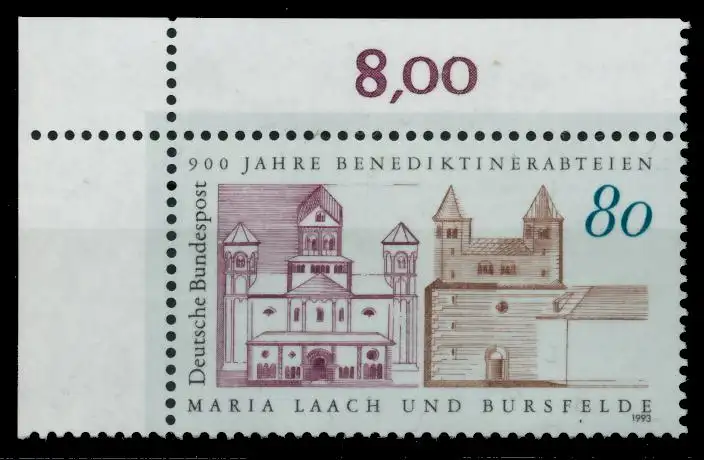 8,00
900 JAHRE BENEDIKTINERABTEIEN
80
Deutsche Bundespost
MARIA LAACH UND BURSFELDE
1993